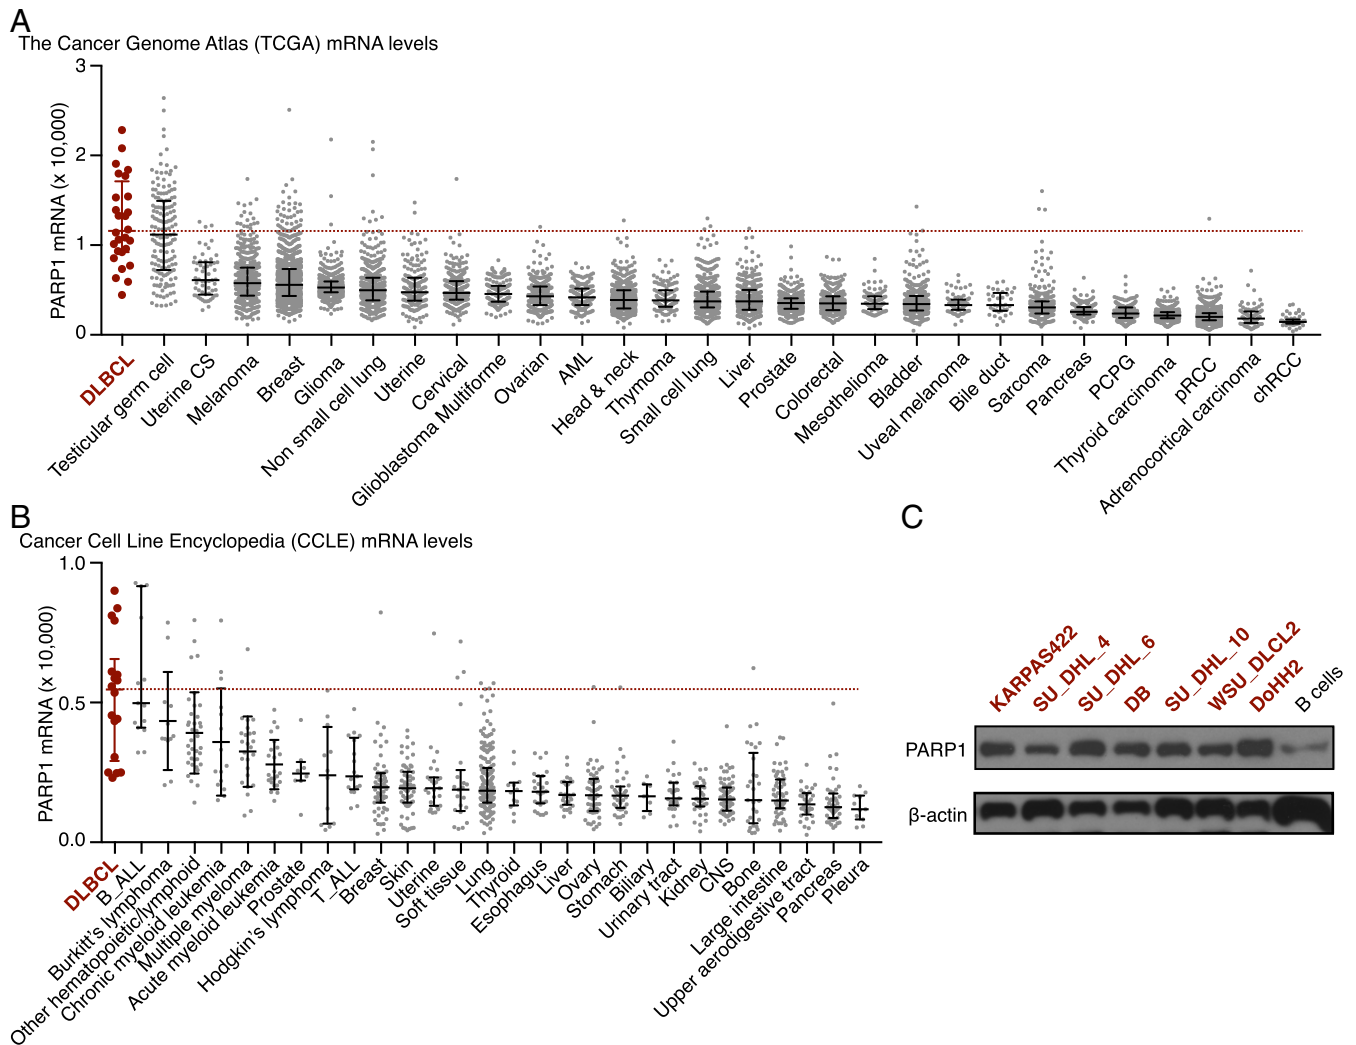 A
The Cancer Genome Atlas (TCGA) mRNA levels
PARP1 mRNA (x 10,000)
3
2
1
0
DLBCL
Testicular germ cell
Uterine CS
Melanoma
Breast
Glioma
Non small cell lung
Uterine
Cervical
Glioblastoma Multiforme
Ovarian
AML
Head & neck
Thymoma
Small cell lung
Liver
Prostate
Colorectal
Mesothelioma
Bladder
Uveal melanoma
Bile duct
Sarcoma
Pancreas
PCPG
Thyroid carcinoma
pRCC
Adrenocortical carcinoma
chRCC
B
Cancer Cell Line Encyclopedia (CCLE) mRNA levels
PARP1 mRNA (x 10,000)
1.0
0.5
0.0
DLBCL
B_ALL
Burkitt's lymphoma
Other hematopoietic/lymphoid
Chronic myeloid leukemia
Multiple myeloma
Acute myeloid leukemia
Prostate
Hodgkin's lymphoma
T_ALL
Breast
Skin
Uterine
Soft tissue
Lung
Thyroid
Esophagus
Liver
Ovary
Stomach
Biliary
Urinary tract
Kidney
CNS
Bone
Large intestine
Upper aerodigestive tract
Pancreas
Pleura
C
KARPAS422
SU_DHL_4
SU_DHL_6
DB
SU_DHL_10
WSU_DLCL2
DoHH2
B cells
PARP1
β-actin